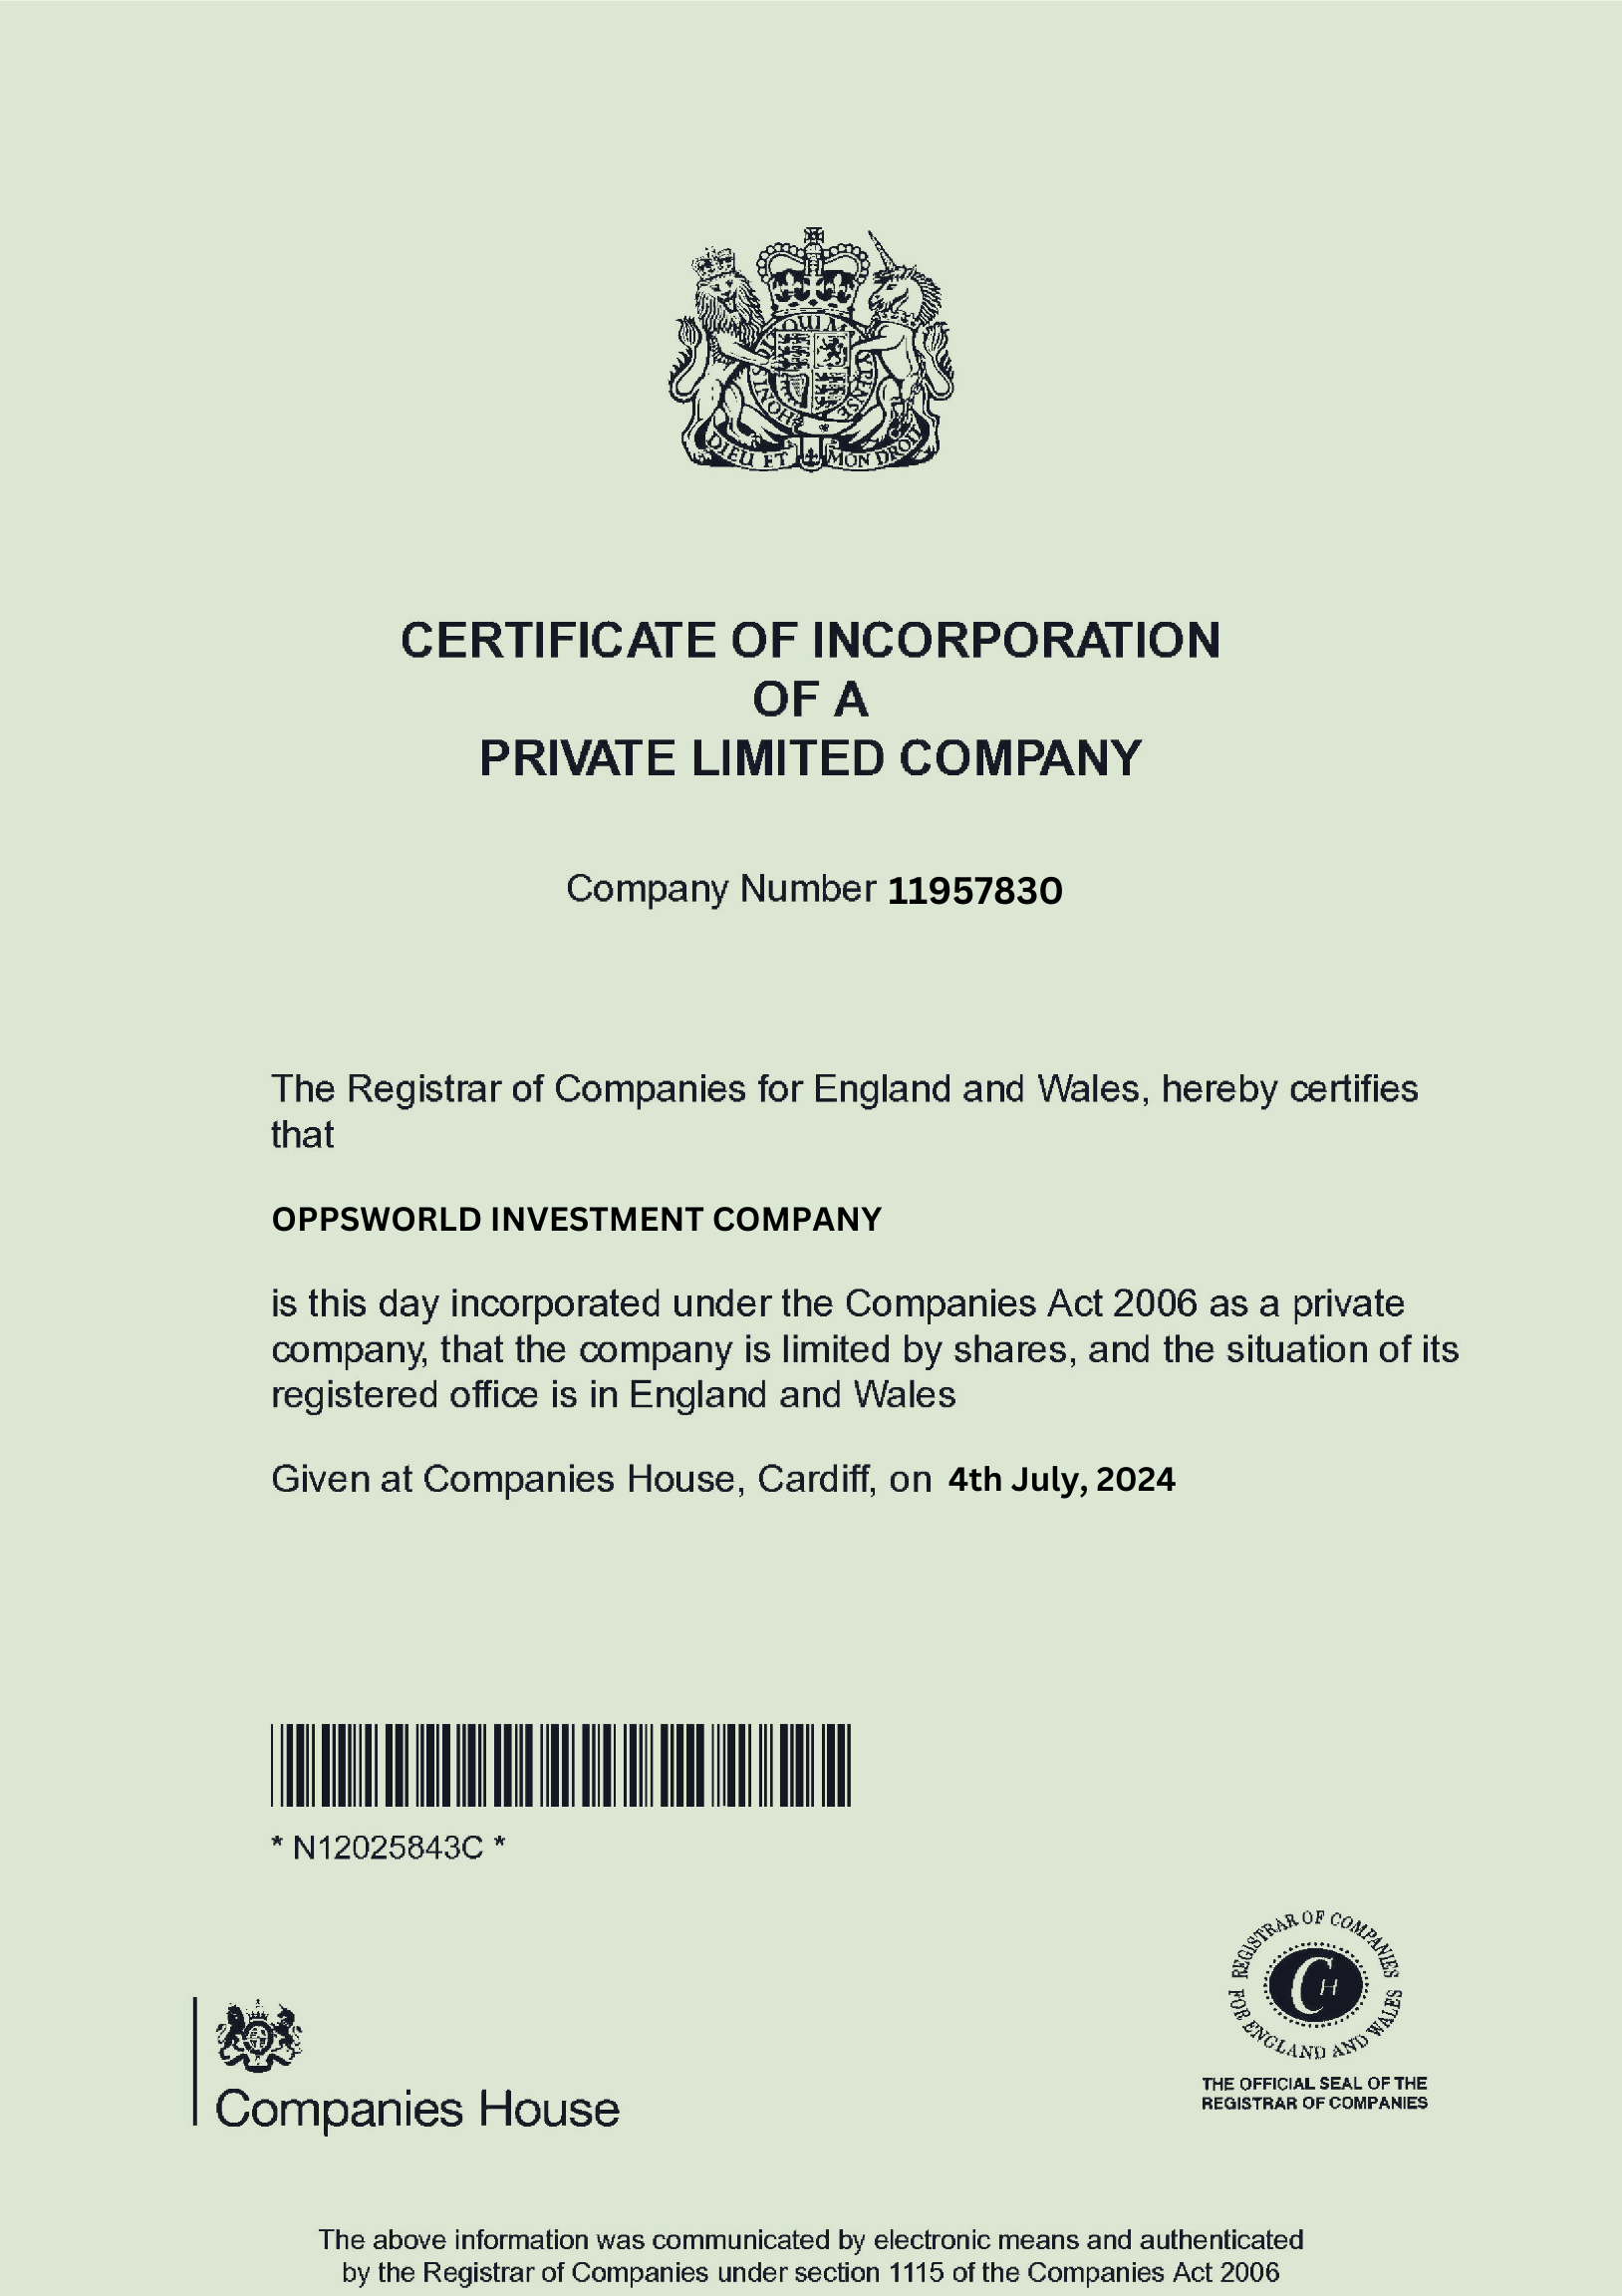 DIEU ET MON DROIT
CERTIFICATE OF INCORPORATION
OF A
PRIVATE LIMITED COMPANY
Company Number 11957830
The Registrar of Companies for England and Wales, hereby certifies
that
OPPSWORLD INVESTMENT COMPANY
is this day incorporated under the Companies Act 2006 as a private
company, that the company is limited by shares, and the situation of its
registered office is in England and Wales
Given at Companies House, Cardiff, on 4th July, 2024
* N12025843C *
REGISTRAR OF COMPANIES
FOR ENGLAND AND WALES
CH
THE OFFICIAL SEAL OF THE
REGISTRAR OF COMPANIES
Companies House
The above information was communicated by electronic means and authenticated
by the Registrar of Companies under section 1115 of the Companies Act 2006